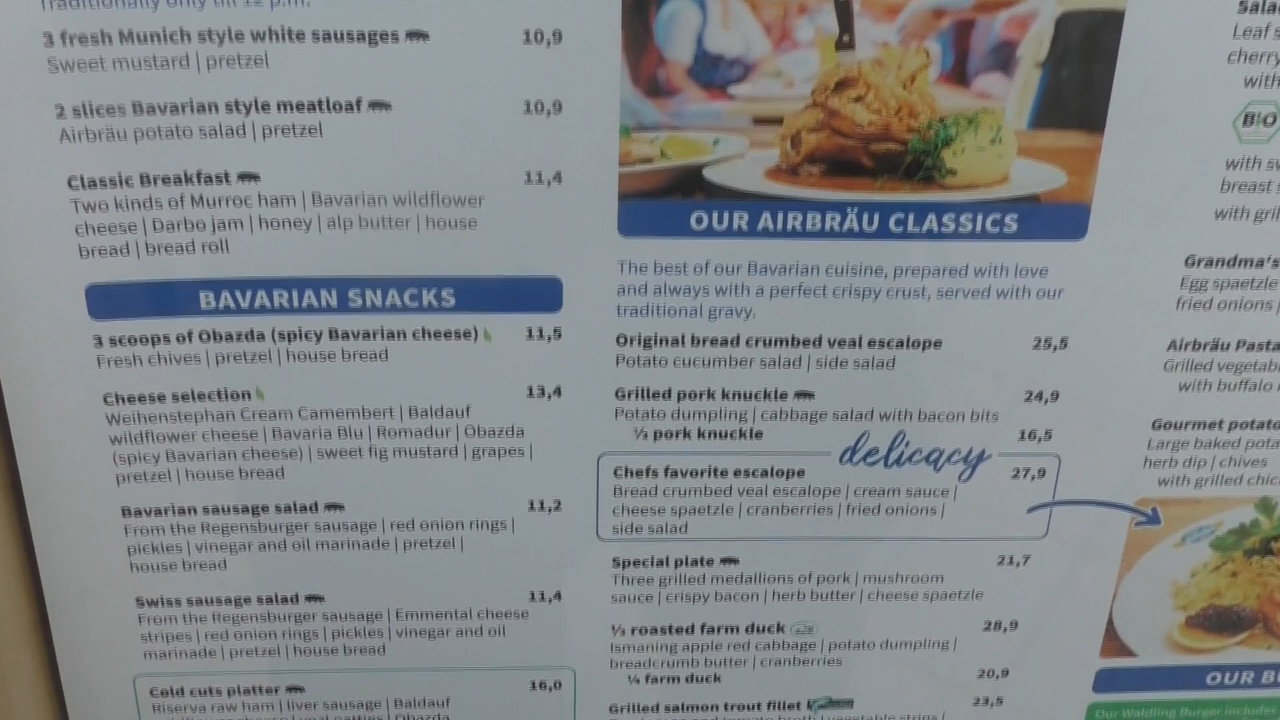 Traditionally only till 12 p.m.
3 fresh Munich style white sausages 10,9
Sweet mustard | pretzel
2 slices Bavarian style meatloaf 10,9
Airbräu potato salad | pretzel
Classic Breakfast 11,4
Two kinds of Murroc ham | Bavarian wildflower
cheese | Darbo jam | honey | alp butter | house
bread | bread roll
BAVARIAN SNACKS
3 scoops of Obazda (spicy Bavarian cheese) 11,5
Fresh chives | pretzel | house bread
Cheese selection 13,4
Weihenstephan Cream Camembert | Baldauf
wildflower cheese | Bavaria Blu | Romadur | Obazda
(spicy Bavarian cheese) | sweet fig mustard | grapes |
pretzel | house bread
Bavarian sausage salad 11,2
From the Regensburger sausage | red onion rings |
pickles | vinegar and oil marinade | pretzel |
house bread
Swiss sausage salad 11,4
From the Regensburger sausage | Emmental cheese
stripes | red onion rings | pickles | vinegar and oil
marinade | pretzel | house bread
Cold cuts platter 16,0
Riserva raw ham | liver sausage | Baldauf
OUR AIRBRÄU CLASSICS
The best of our Bavarian cuisine, prepared with love
and always with a perfect crispy crust, served with our
traditional gravy.
Original bread crumbed veal escalope 25,5
Potato cucumber salad | side salad
Grilled pork knuckle 24,9
Potato dumpling | cabbage salad with bacon bits
½ pork knuckle 16,5
delicacy
Chefs favorite escalope 27,9
Bread crumbed veal escalope | cream sauce |
cheese spaetzle | cranberries | fried onions |
side salad
Special plate 21,7
Three grilled medallions of pork | mushroom
sauce | crispy bacon | herb butter | cheese spaetzle
½ roasted farm duck 28,9
Ismaning apple red cabbage | potato dumpling |
breadcrumb butter | cranberries
¼ farm duck 20,9
Grilled salmon trout fillet 23,5
Leaf
cherry
with
BIO
with
breast
with
Grandma's
Egg spaetzle
fried onions |
Airbräu Pasta
with buffalo
Gourmet potato
Large baked
herb dip | chives
with grilled
OUR
Our Waldling Burger